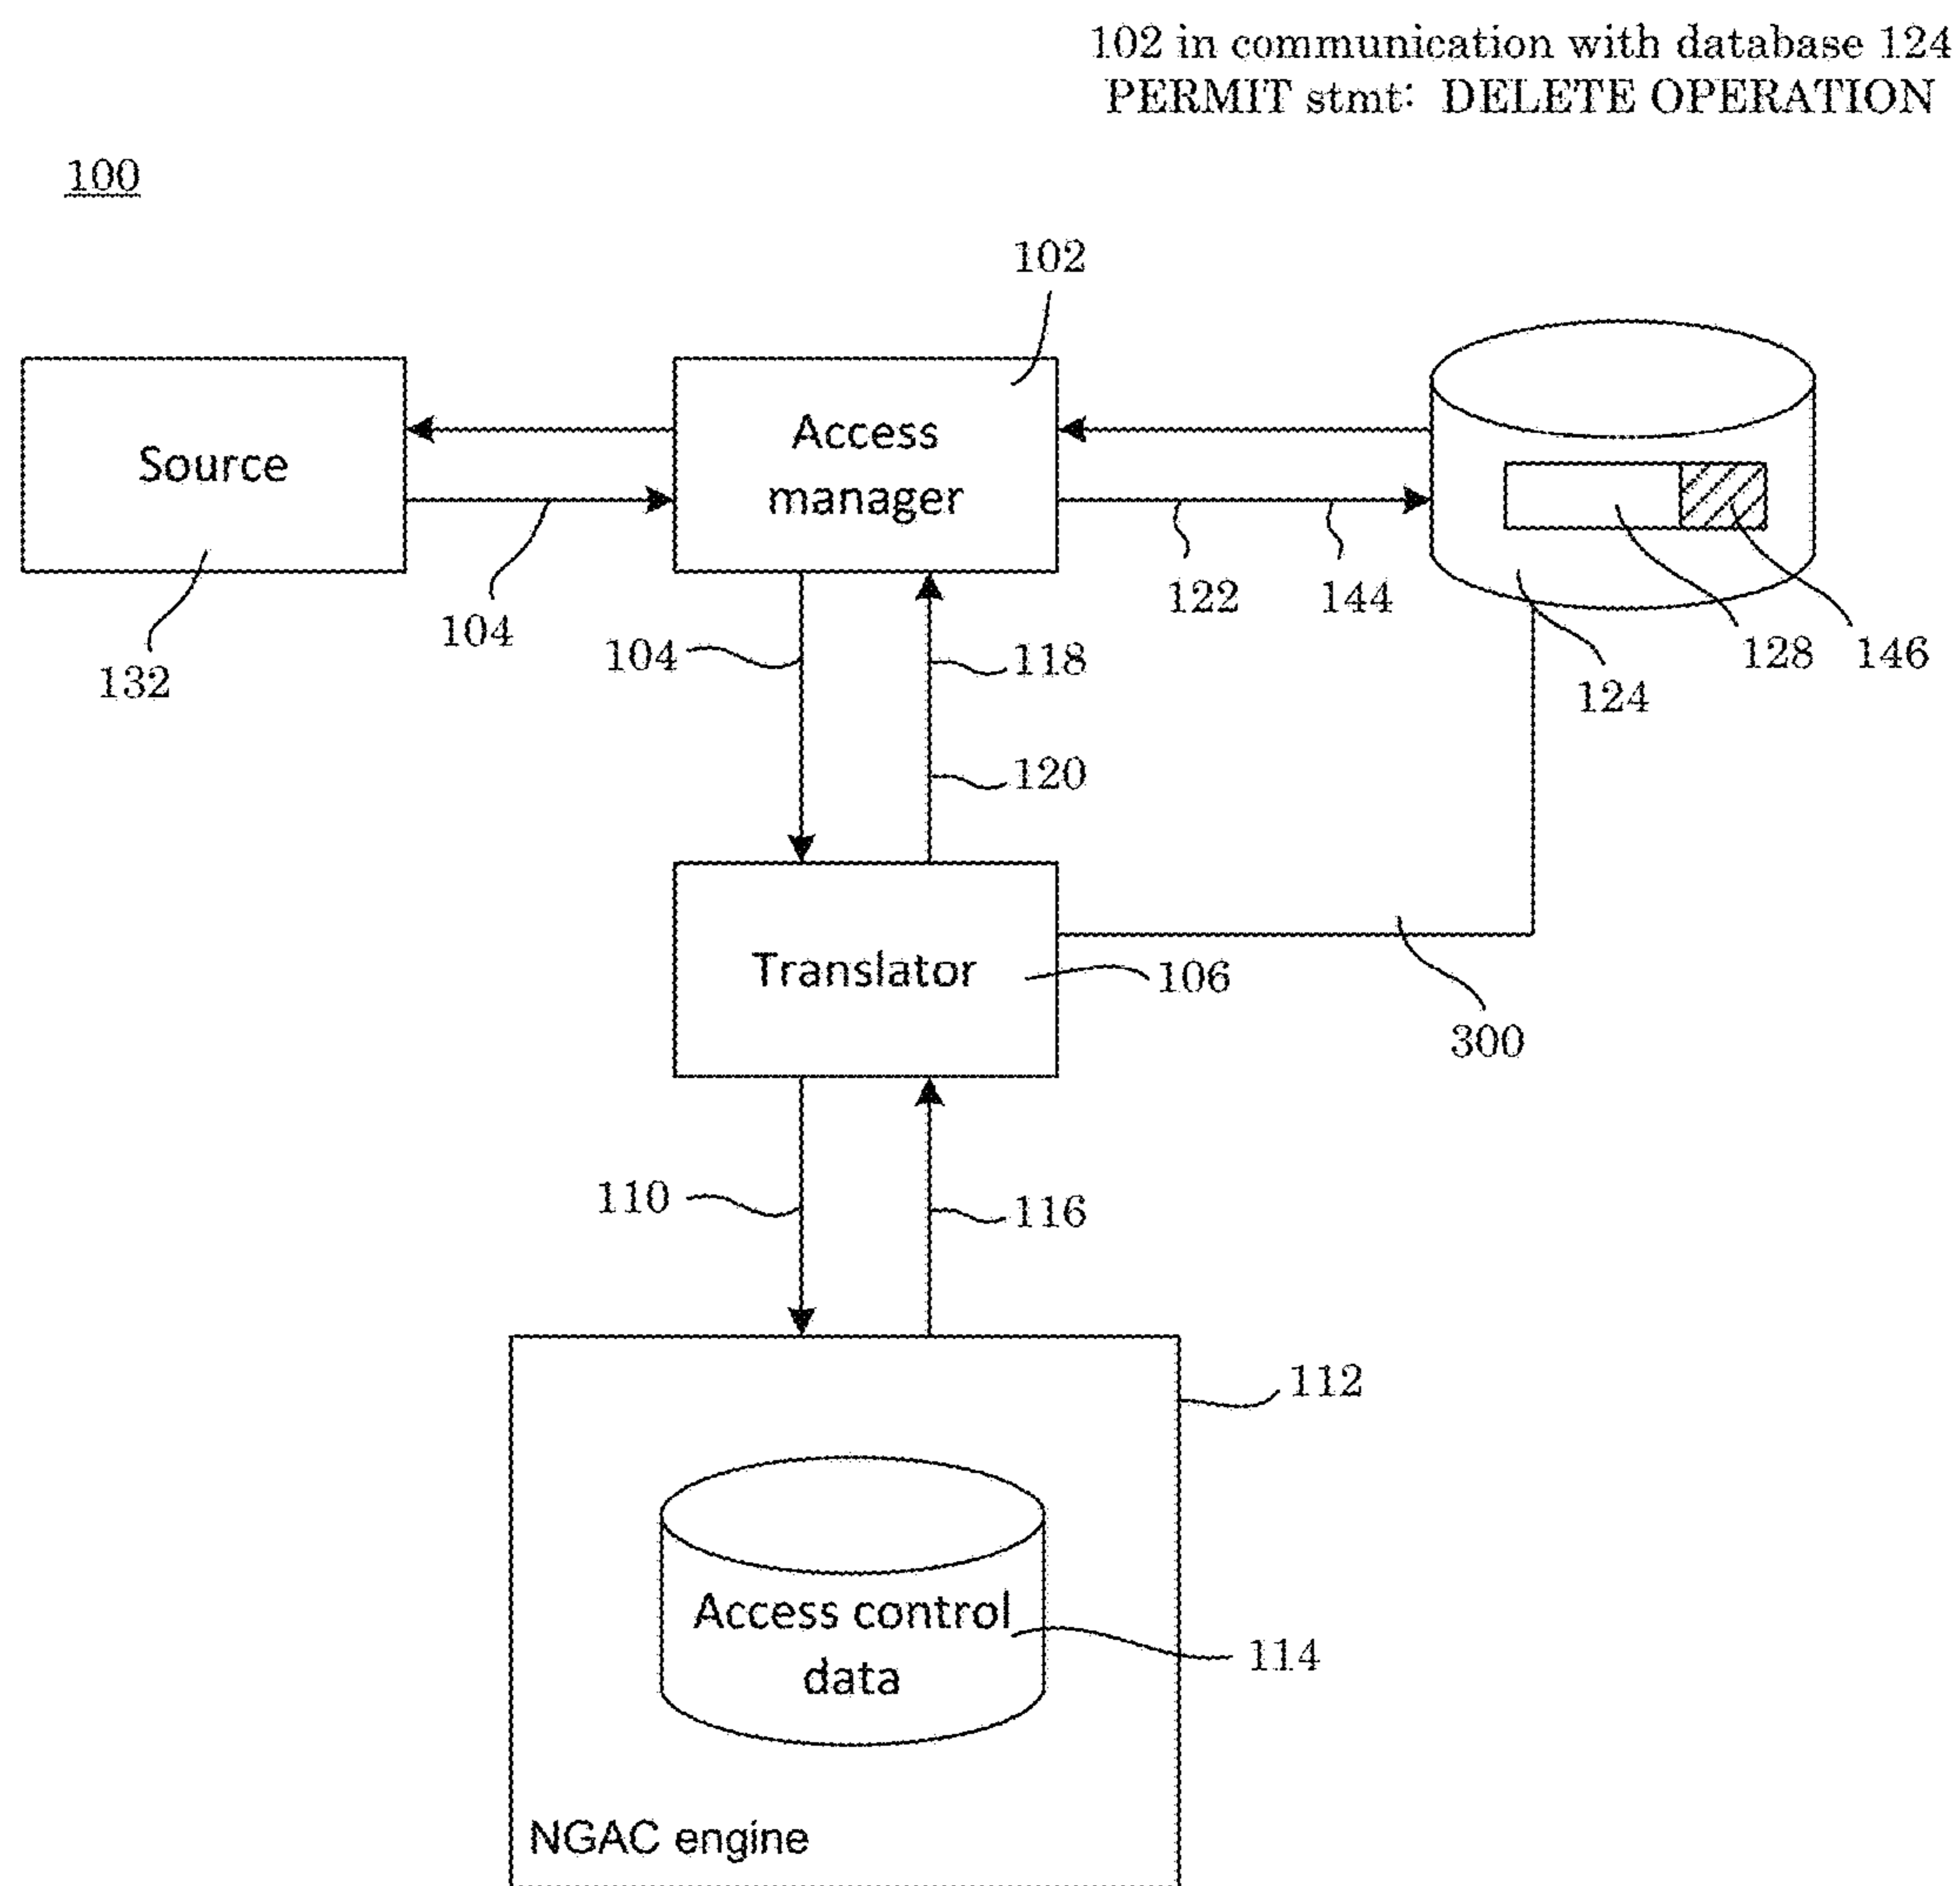 102 in communication with database 124
PERMIT stmt: DELETE OPERATION
100
102
Source
Access
manager
104
122
144
132
104
118
128
146
124
120
Translator
106
300
110
116
112
Access control
data
114
NGAC engine